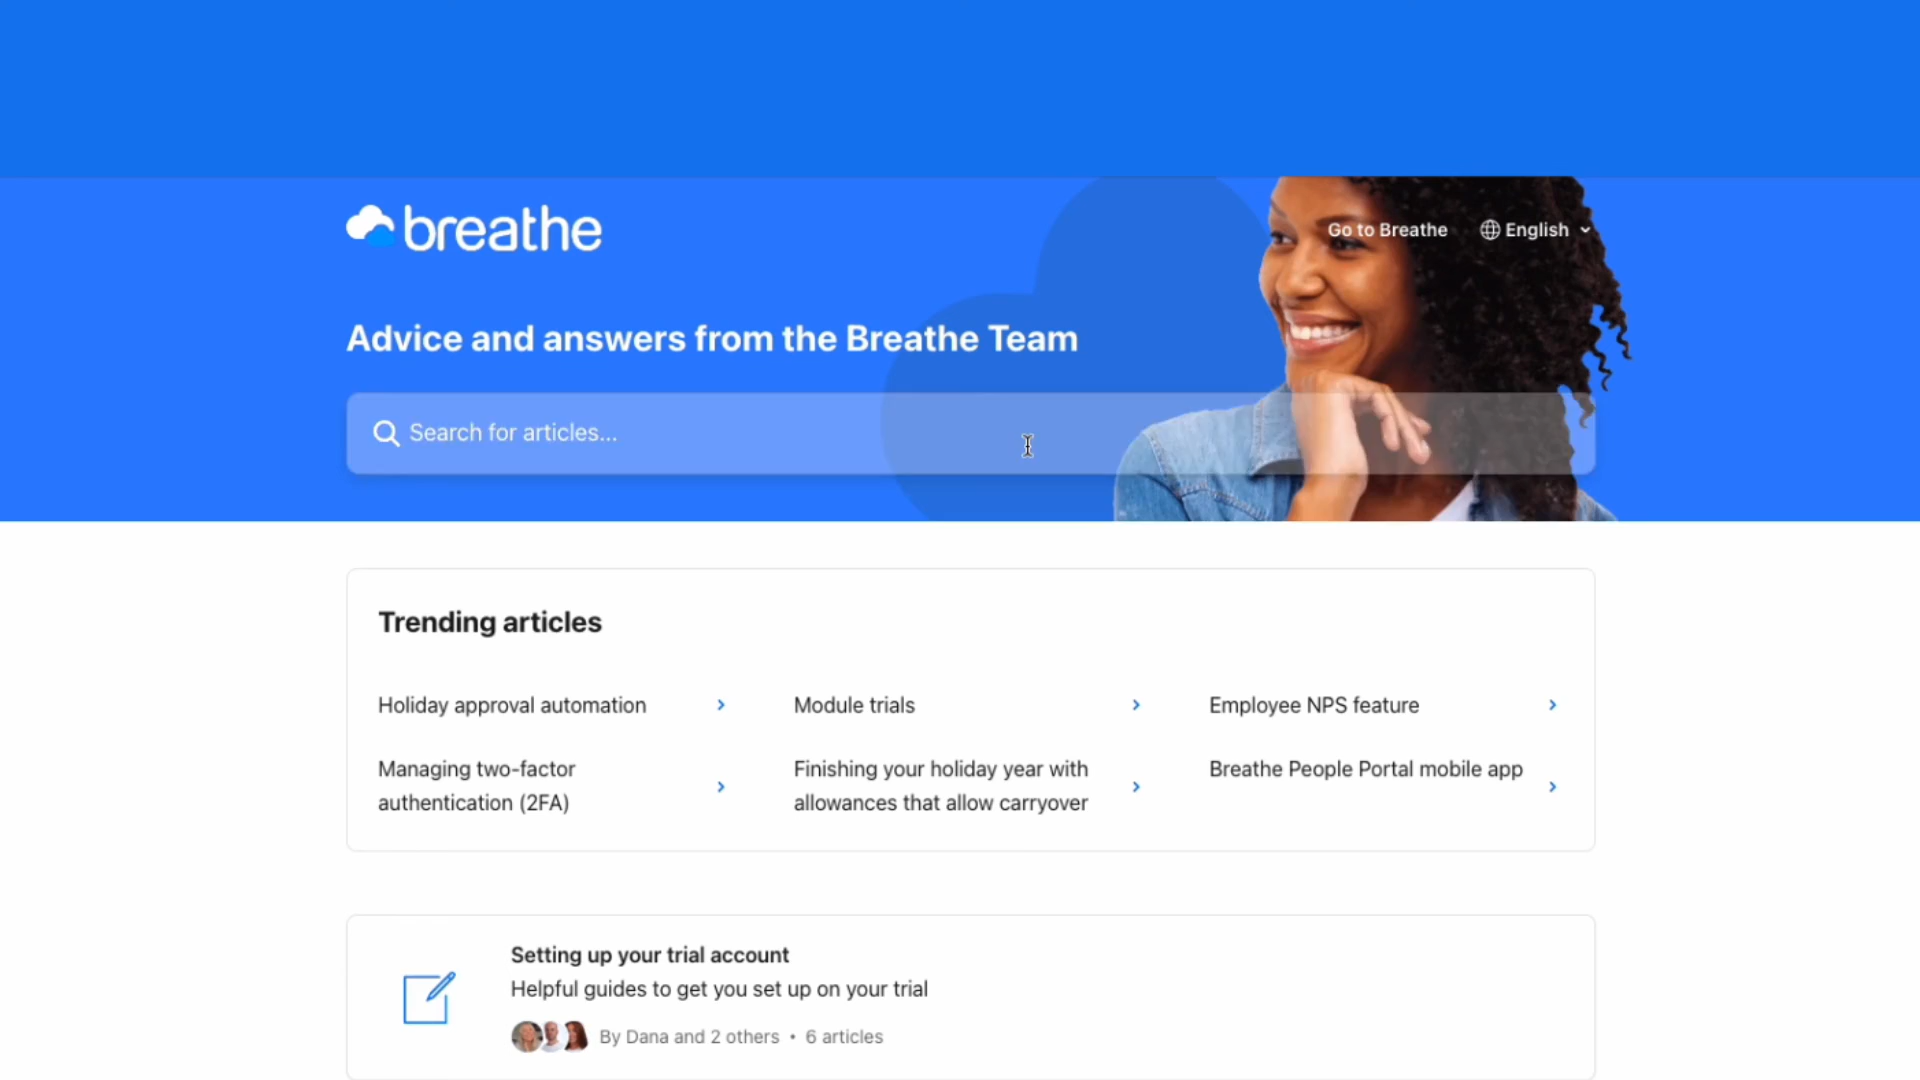 breathe
Go to Breathe
English
Advice and answers from the Breathe Team
Search for articles...
Trending articles
Holiday approval automation
Module trials
Employee NPS feature
Managing two-factor
authentication (2FA)
Finishing your holiday year with
allowances that allow carryover
Breathe People Portal mobile app
Setting up your trial account
Helpful guides to get you set up on your trial
By Dana and 2 others • 6 articles